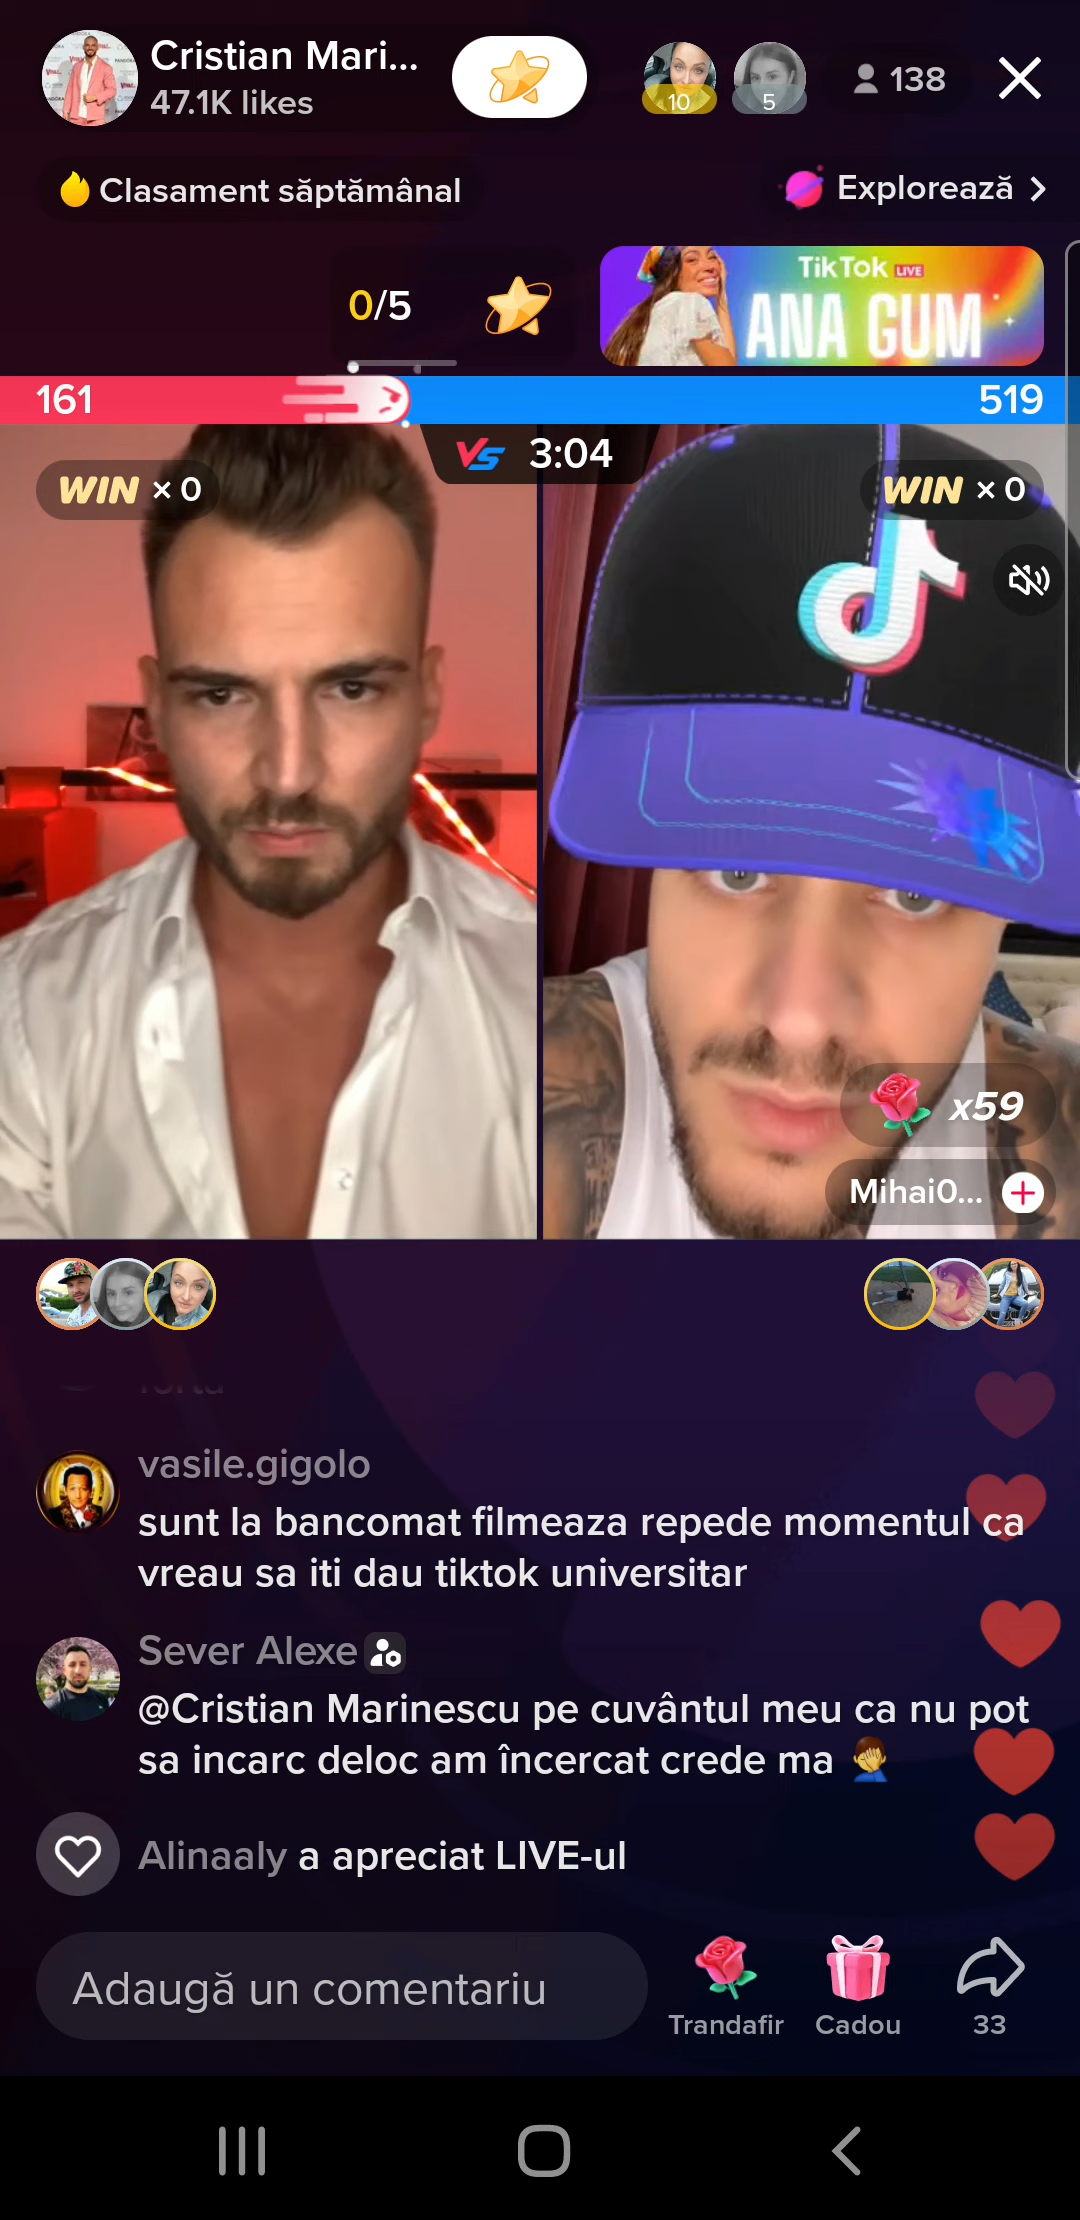 Cristian Mari...
47.1K likes
10
5
138
Clasament săptămânal
Explorează
0/5
TikTok LIVE
ANA GUM
161
519
VS 3:04
WIN × 0
WIN × 0
x59
Mihai0...
vasile.gigolo
sunt la bancomat filmeaza repede momentul ca
vreau sa iti dau tiktok universitar
Sever Alexe
@Cristian Marinescu pe cuvântul meu ca nu pot
sa incarc deloc am încercat crede ma 🤦‍♂️
Alinaaly a apreciat LIVE-ul
Adaugă un comentariu
Trandafir
Cadou
33